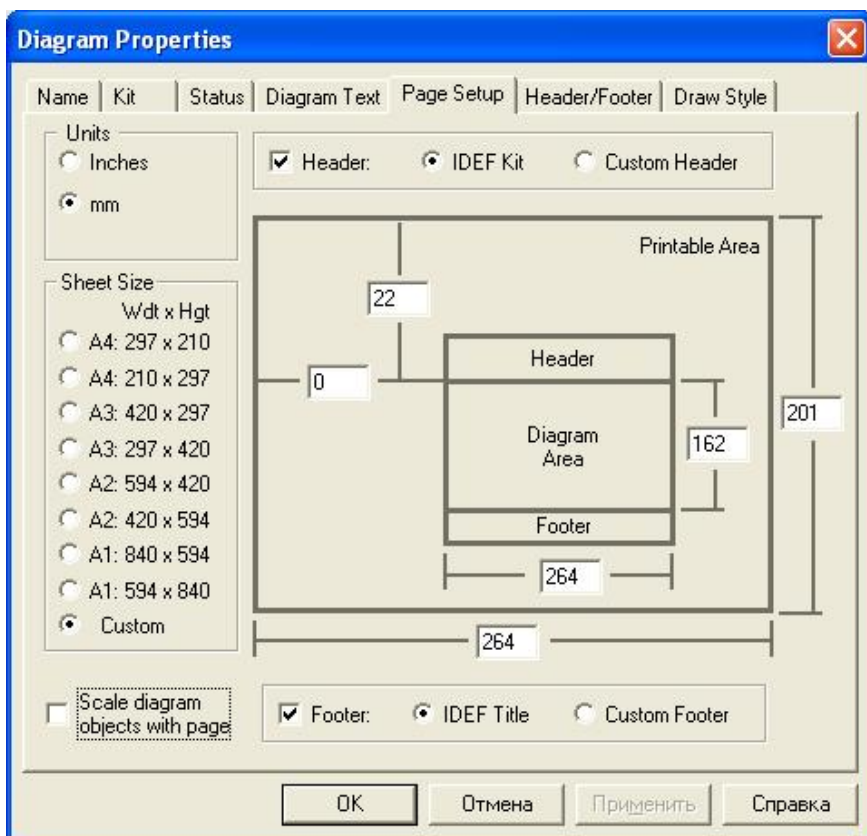 Diagram Properties
Name Kit Status Diagram Text Page Setup Header/Footer Draw Style
Units
Inches
mm
Header: IDEF Kit Custom Header
Sheet Size
Wdt x Hgt
A4: 297 x 210
A4: 210 x 297
A3: 420 x 297
A3: 297 x 420
A2: 594 x 420
A2: 420 x 594
A1: 840 x 594
A1: 594 x 840
Custom
Printable Area
22
Header
0
Diagram
Area
162
201
Footer
264
264
Scale diagram
objects with page
Footer: IDEF Title Custom Footer
OK Отмена Применить Справка